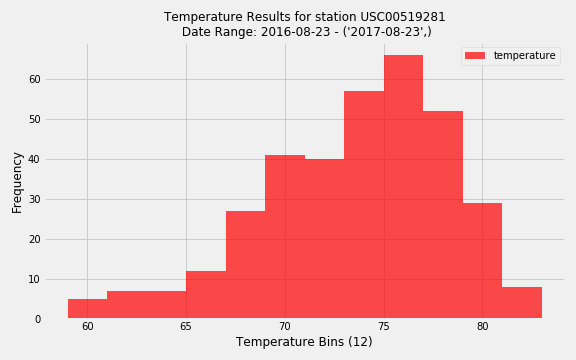 Temperature Results for station USC00519281
Date Range: 2016-08-23 - ('2017-08-23',)
temperature
Frequency
60
50
40
30
20
10
0
60 65 70 75 80
Temperature Bins (12)